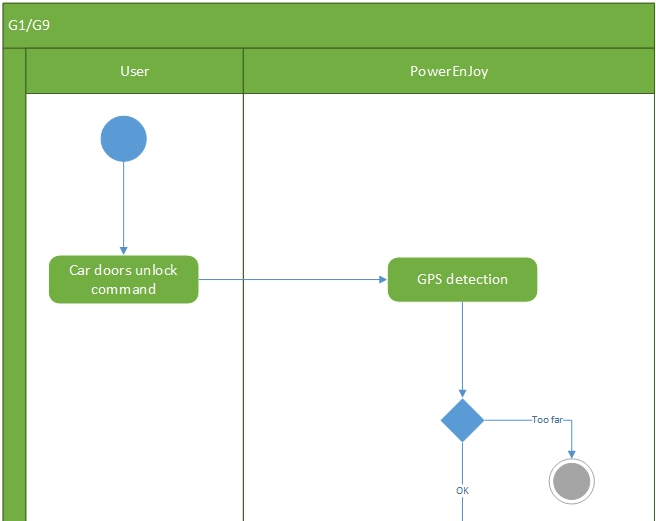 G1/G9
User
PowerEnJoy
Car doors unlock
command
GPS detection
Too far
OK